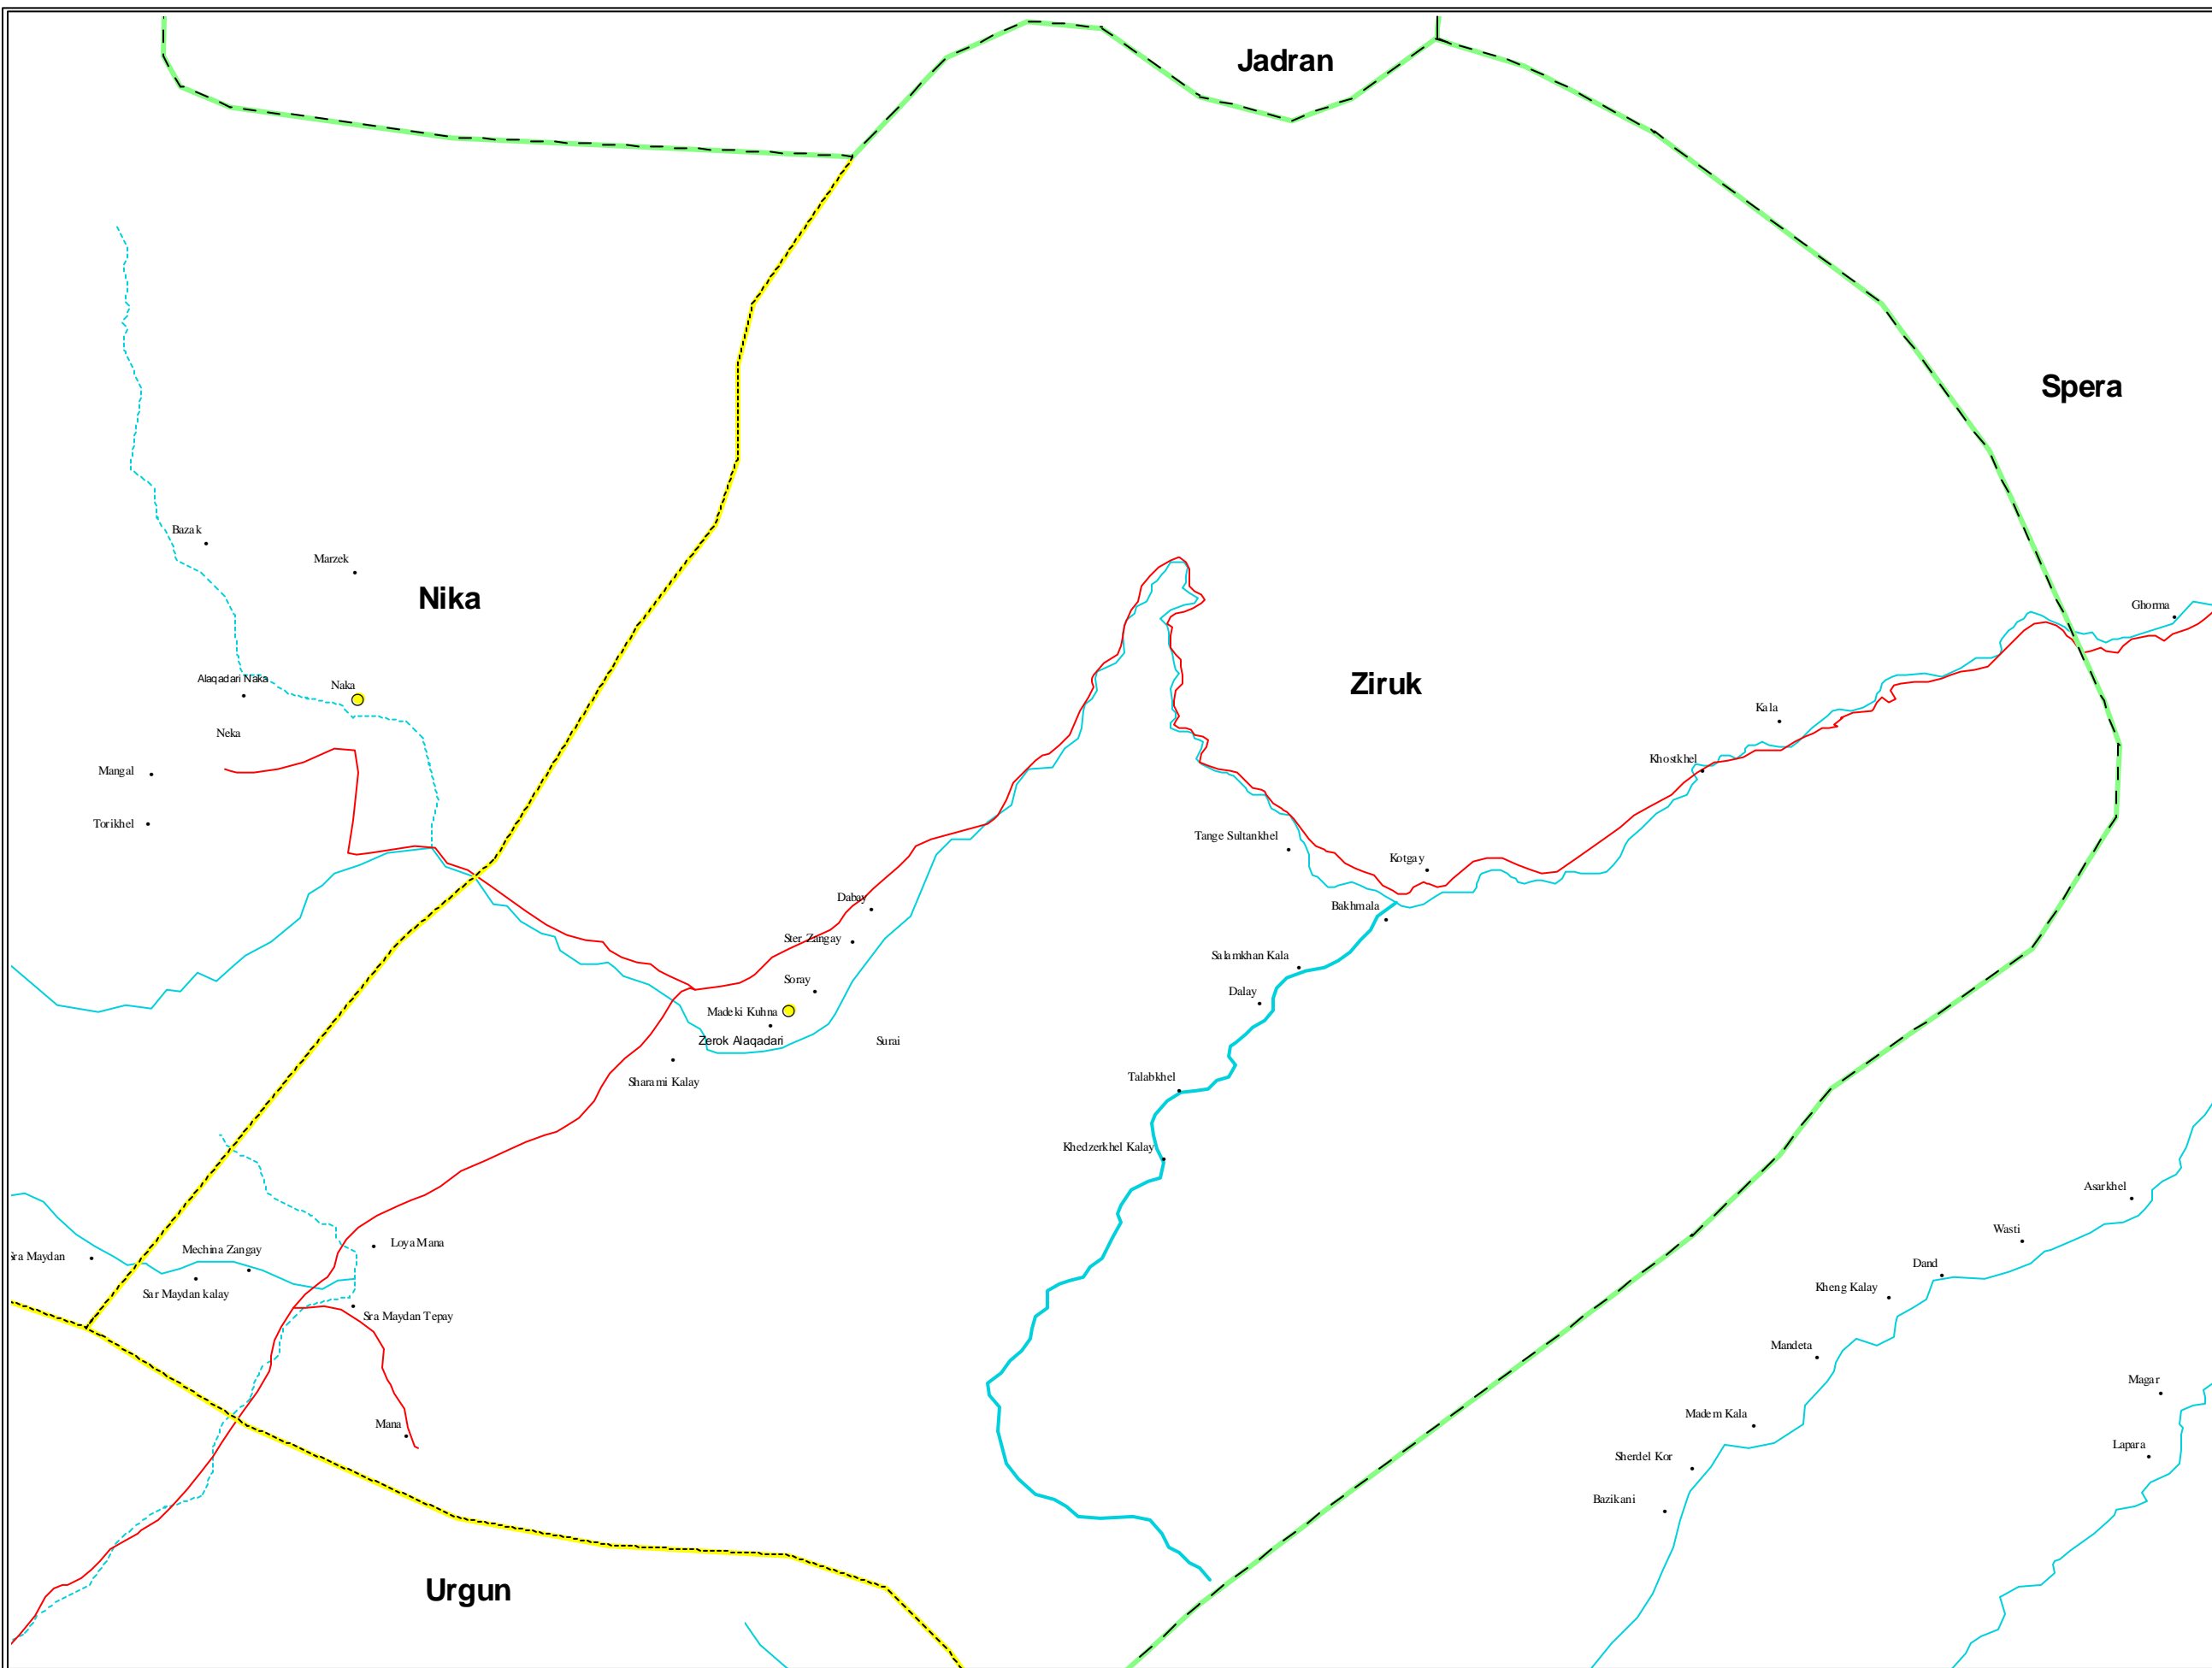 Jadran
Spera
Bazak
Marzek
Nika
Ghorma
Alaqadari Naka
Naka
Ziruk
Kala
Neka
Khostkhel
Mangal
Torikhel
Tange Sultankhel
Kotgay
Dabay
Bakhmala
Ster Zangay
Salamkhan Kala
Soray
Dalay
Madeki Kuhna
Zerok Alaqadari
Surai
Sharami Kalay
Talabkhel
Khedzerkhel Kalay
Asarkhel
Wasti
Loya Mana
Mechina Zangay
Sra Maydan
Dand
Sar Maydan kalay
Kheng Kalay
Sra Maydan Tepay
Mandeta
Magar
Madem Kala
Mana
Lapara
Sherdel Kor
Bazikani
Urgun